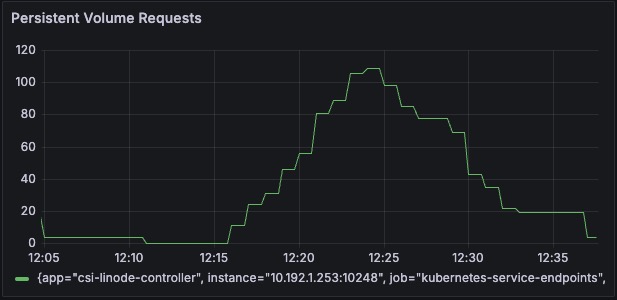 Persistent Volume Requests
120
100
80
60
40
20
0
12:05 12:10 12:15 12:20 12:25 12:30 12:35
{app="csi-linode-controller", instance="10.192.1.253:10248", job="kubernetes-service-endpoints",